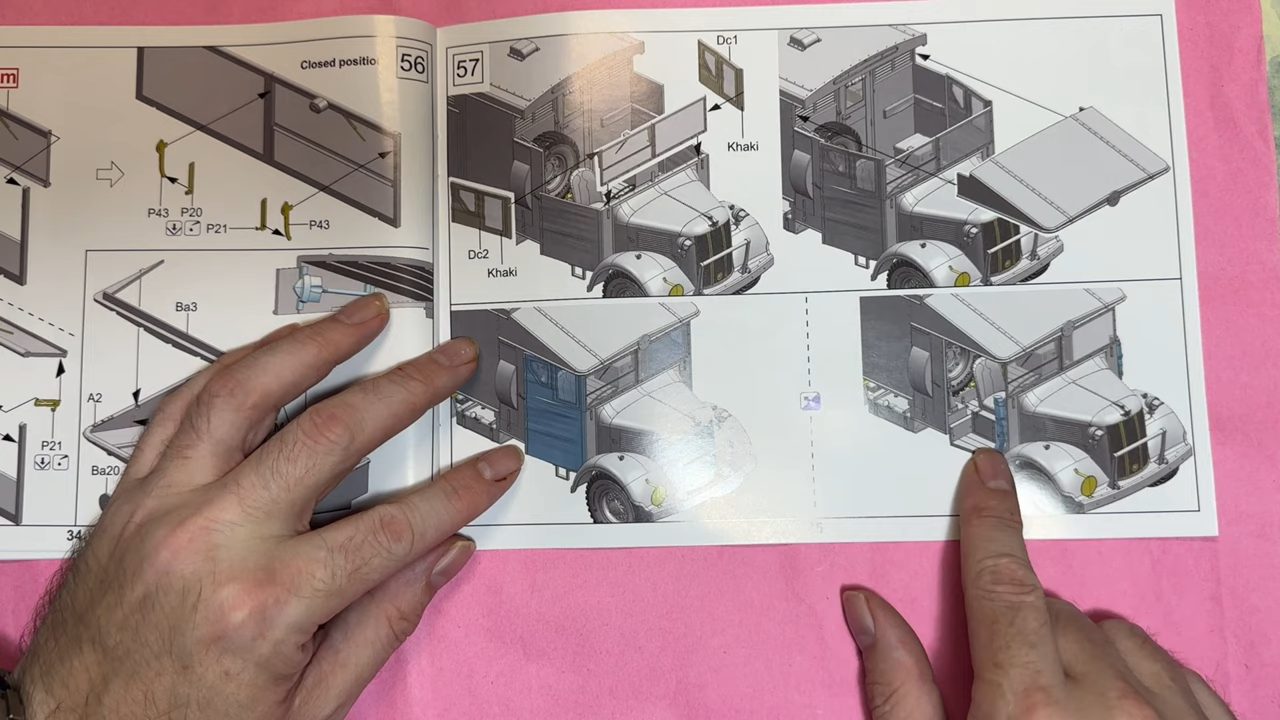 m
Closed positio
56
P43
P20
P21
P43
Ba3
A2
Ba20
P21
34
57
Dc1
Khaki
Dc2
Khaki